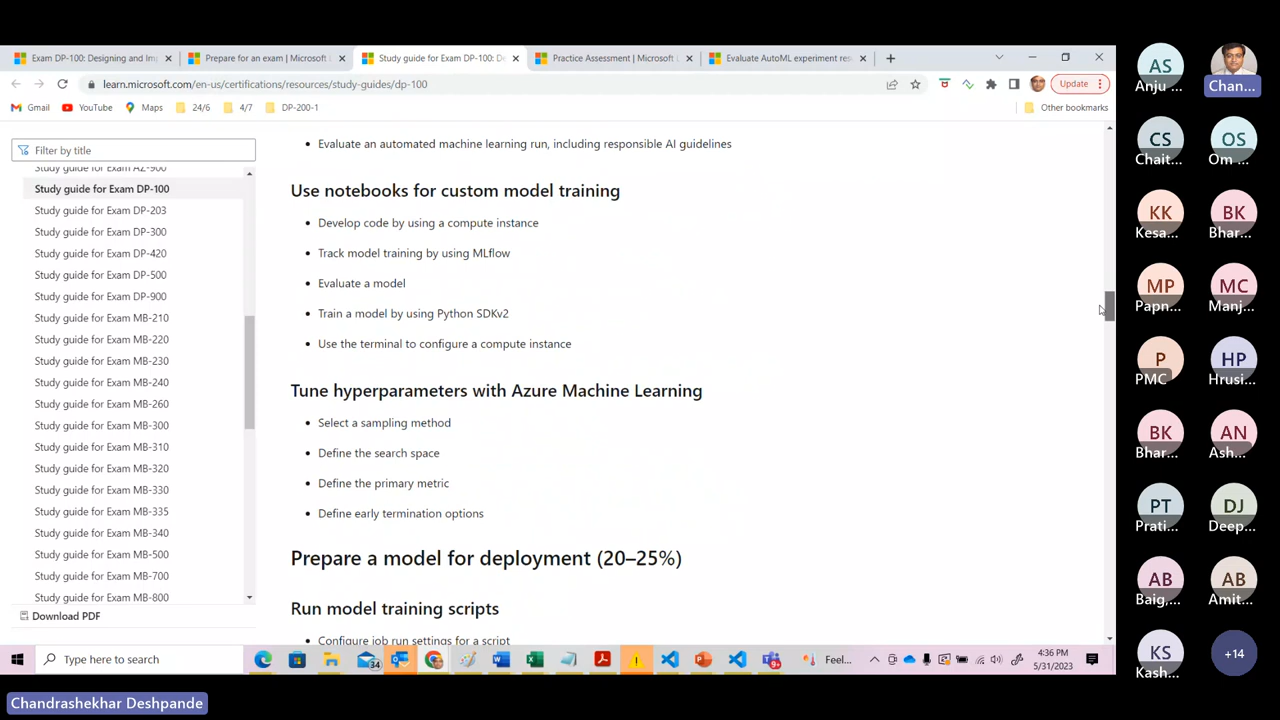 Exam DP-100: Designing and Im
Prepare for an exam | Microsoft L
Study guide for Exam DP-100: De
Practice Assessment | Microsoft L
Evaluate AutoML experiment res
learn.microsoft.com/en-us/certifications/resources/study-guides/dp-100
Update
Gmail
YouTube
Maps
24/6
4/7
DP-200-1
Other bookmarks
Filter by title
Study guide for Exam AZ-900
Study guide for Exam DP-100
Study guide for Exam DP-203
Study guide for Exam DP-300
Study guide for Exam DP-420
Study guide for Exam DP-500
Study guide for Exam DP-900
Study guide for Exam MB-210
Study guide for Exam MB-220
Study guide for Exam MB-230
Study guide for Exam MB-240
Study guide for Exam MB-260
Study guide for Exam MB-300
Study guide for Exam MB-310
Study guide for Exam MB-320
Study guide for Exam MB-330
Study guide for Exam MB-335
Study guide for Exam MB-340
Study guide for Exam MB-500
Study guide for Exam MB-700
Study guide for Exam MB-800
Download PDF
• Evaluate an automated machine learning run, including responsible AI guidelines
Use notebooks for custom model training
• Develop code by using a compute instance
• Track model training by using MLflow
• Evaluate a model
• Train a model by using Python SDKv2
• Use the terminal to configure a compute instance
Tune hyperparameters with Azure Machine Learning
• Select a sampling method
• Define the search space
• Define the primary metric
• Define early termination options
Prepare a model for deployment (20–25%)
Run model training scripts
• Configure job run settings for a script
Type here to search
34
Feel...
9+
4:36 PM
5/31/2023
AS
Anju ...
Chan...
CS
Chait...
OS
Om ...
KK
Kesa...
BK
Bhar...
MP
Papn...
MC
Manj...
P
PMC
HP
Hrusi...
BK
Bhar...
AN
Ash...
PT
Prati...
DJ
Deep...
AB
Baig,...
AB
Amit...
KS
Kash...
+14
Chandrashekhar Deshpande